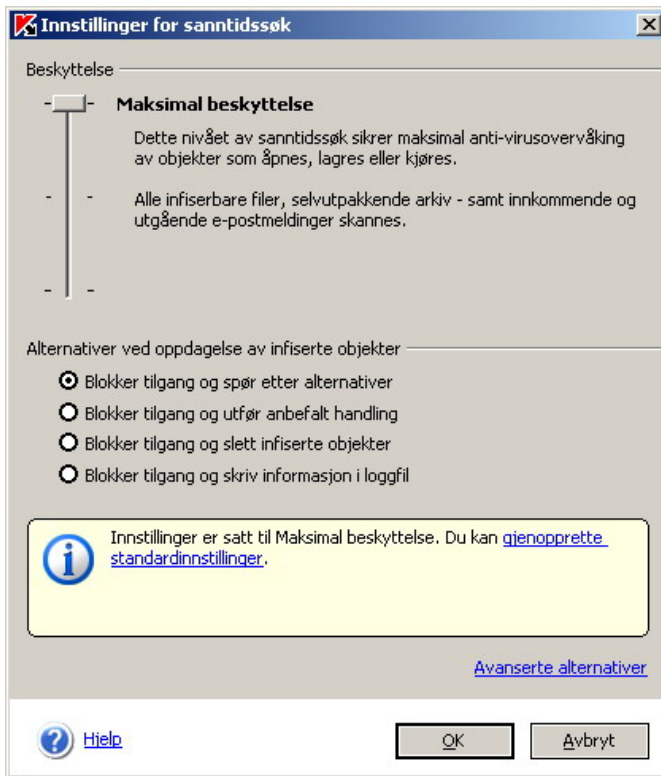 Innstillinger for sanntidssøk
Beskyttelse
Maksimal beskyttelse
Dette nivået av sanntidssøk sikrer maksimal anti-virusovervåking
av objekter som åpnes, lagres eller kjøres.
Alle infiserbare filer, selvutpakkende arkiv - samt innkommende og
utgående e-postmeldinger skannes.
Alternativer ved oppdagelse av infiserte objekter
Blokker tilgang og spør etter alternativer
Blokker tilgang og utfør anbefalt handling
Blokker tilgang og slett infiserte objekter
Blokker tilgang og skriv informasjon i loggfil
Innstillinger er satt til Maksimal beskyttelse. Du kan gjenopprette
standardinnstillinger.
Avanserte alternativer
Hjelp
OK
Avbryt